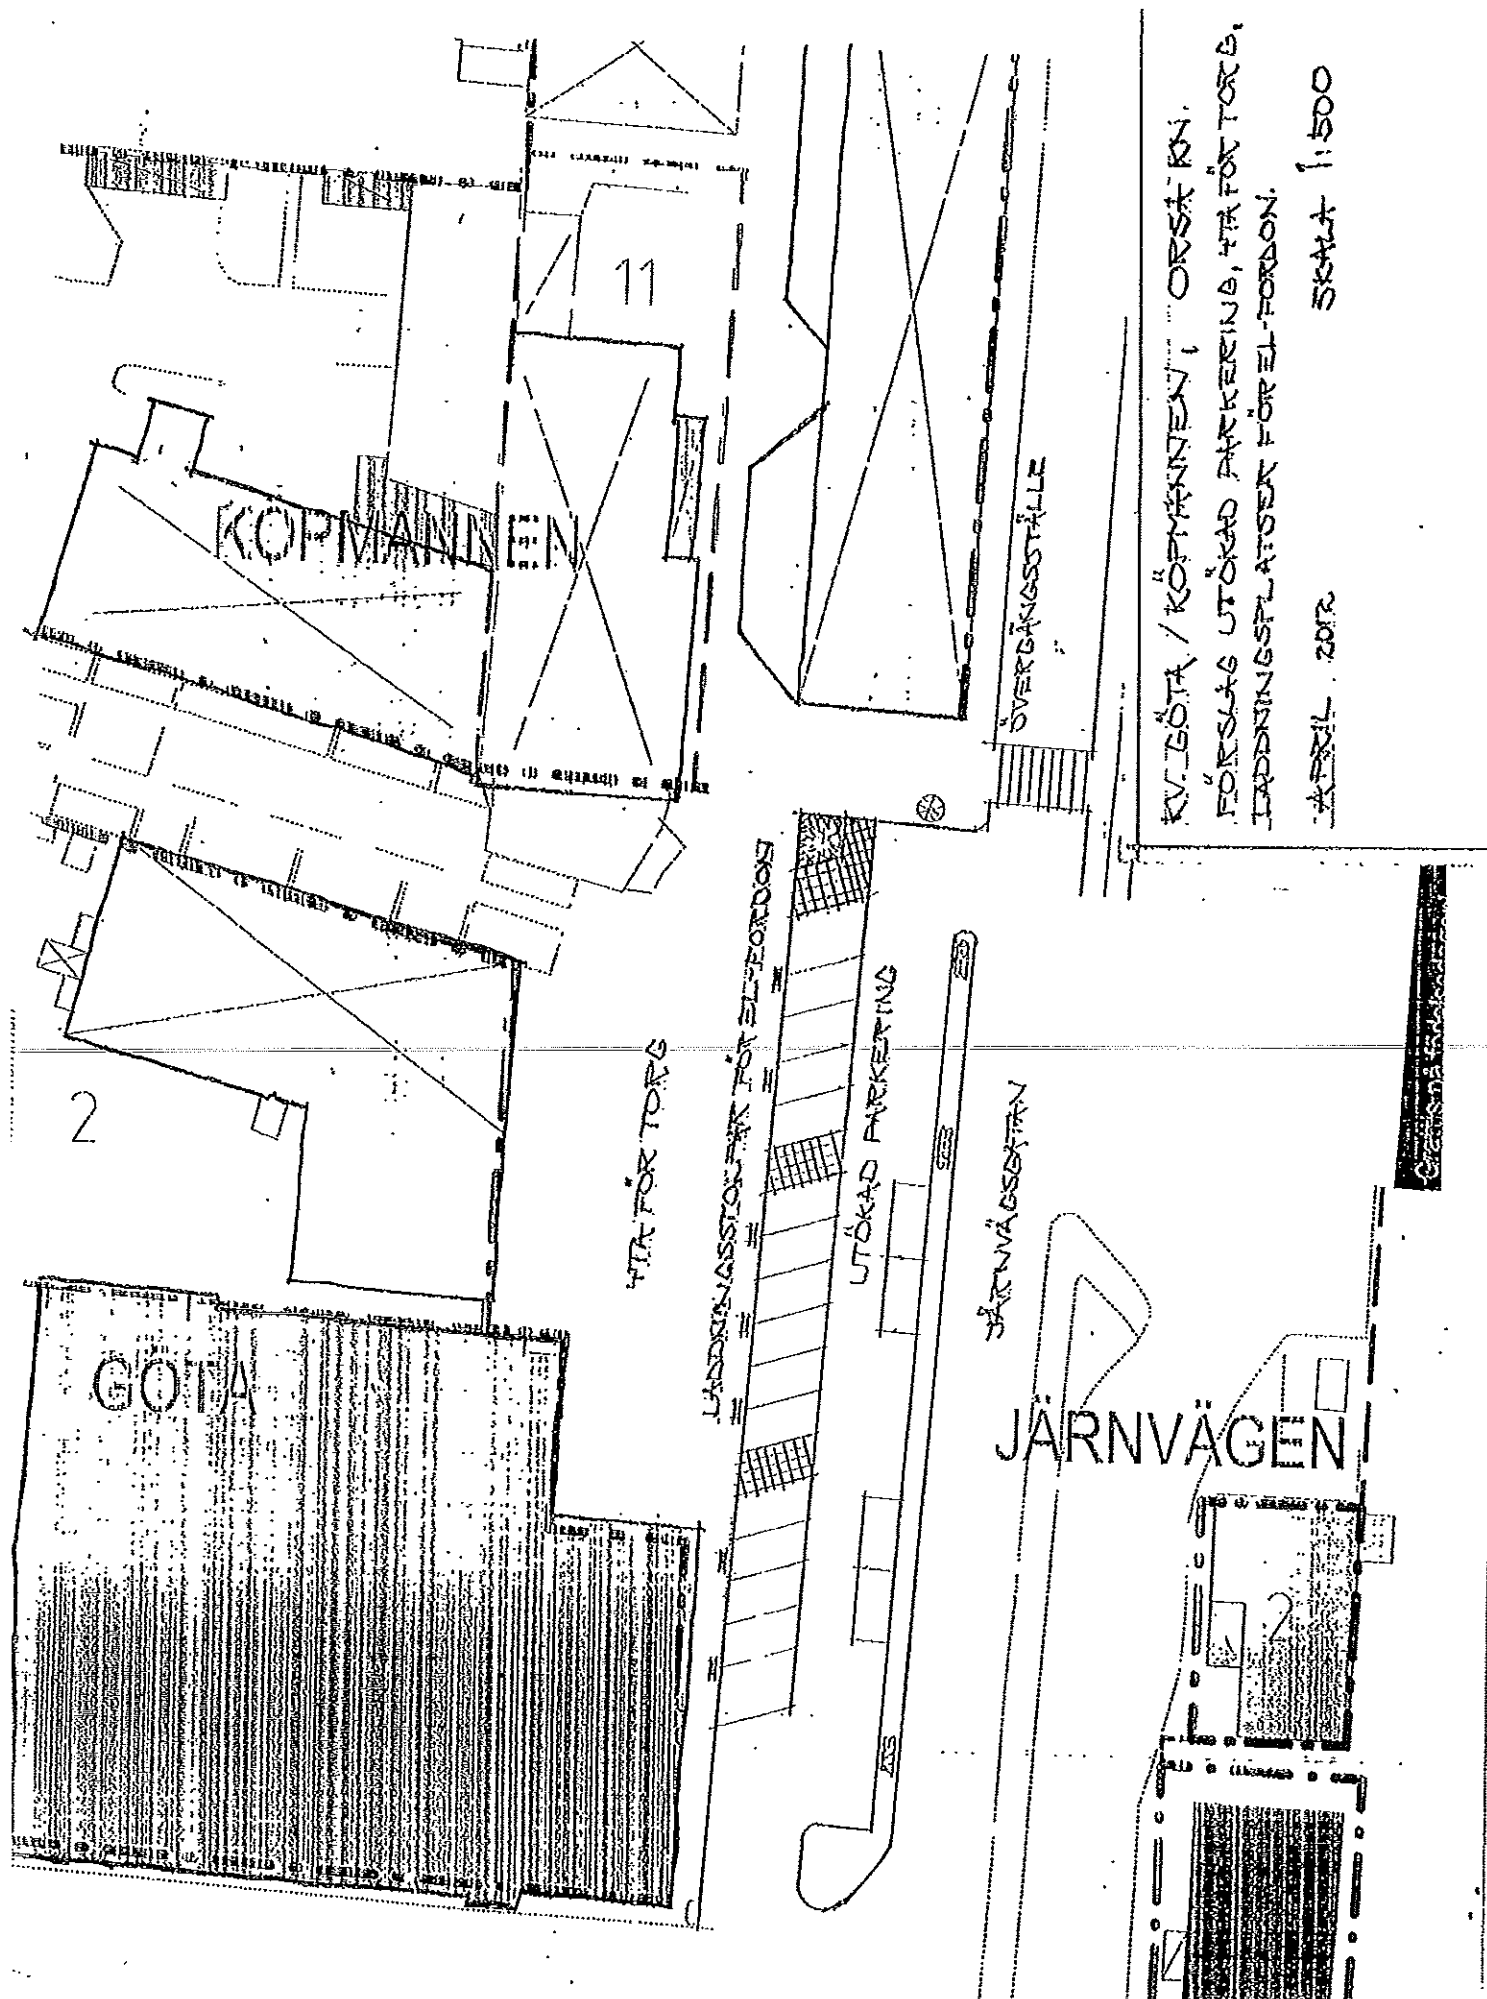 KV. GÖTA / KÖPMANNEN, ORSA KN.
FÖRSLAG UTÖKAD PARKERING, YTA FÖR TORG,
LADDNINGSPLATSER FÖR EL-FORDON.
APRIL 2012 SKALA 1:500
KÖPMANNEN
11
ÖVERGÅNGSSTÄLLE
2
YTA FÖR TORG
LADDNINGSSTOLPAR FÖR EL-FORDON
UTÖKAD PARKERING
JÄRNVÄGSGATAN
GÖTA
JÄRNVÄGEN
2